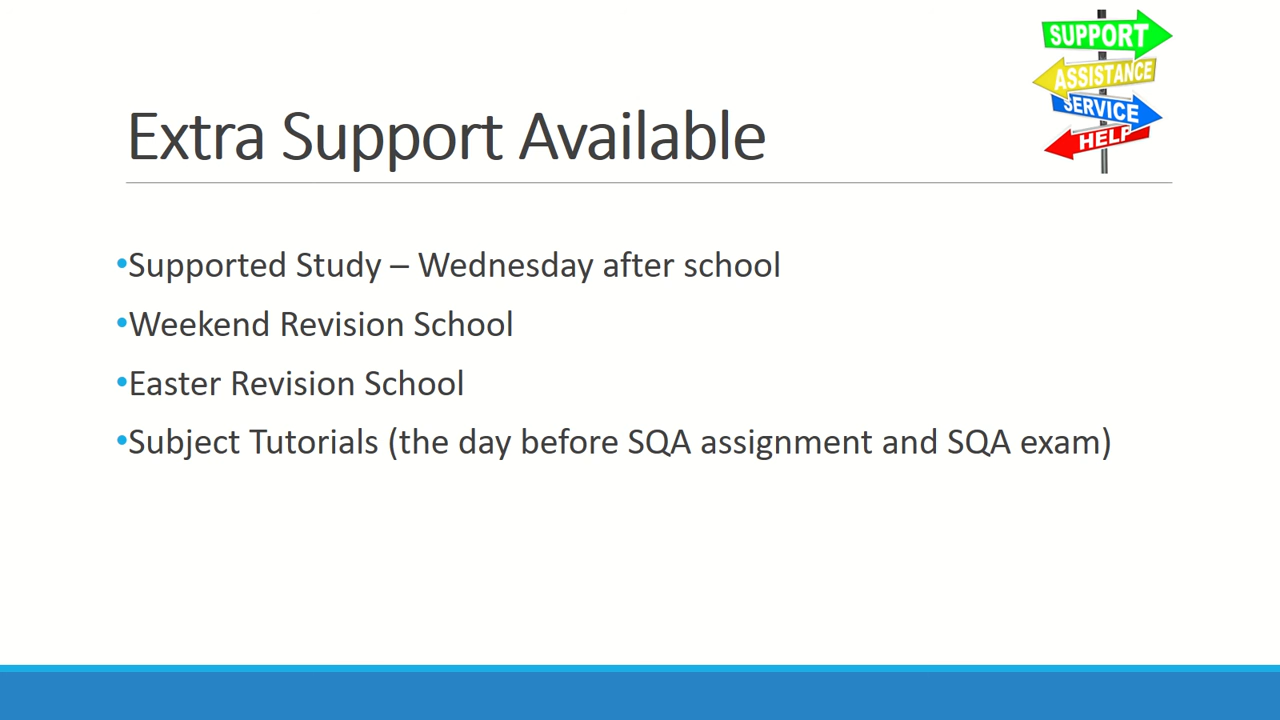 SUPPORT
ASSISTANCE
SERVICE
HELP
Extra Support Available
•Supported Study – Wednesday after school
•Weekend Revision School
•Easter Revision School
•Subject Tutorials (the day before SQA assignment and SQA exam)